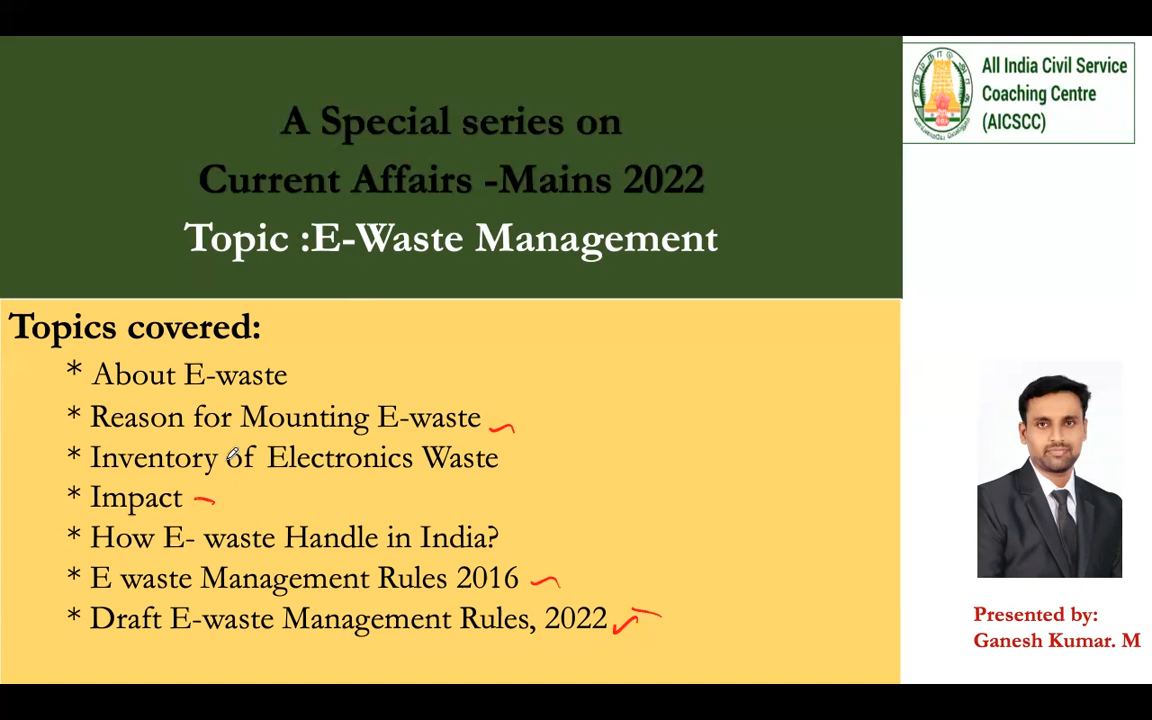 A Special series on
Current Affairs -Mains 2022
Topic :E-Waste Management
All India Civil Service
Coaching Centre
(AICSCC)
Topics covered:
* About E-waste
* Reason for Mounting E-waste
* Inventory of Electronics Waste
* Impact
* How E- waste Handle in India?
* E waste Management Rules 2016
* Draft E-waste Management Rules, 2022
Presented by:
Ganesh Kumar. M